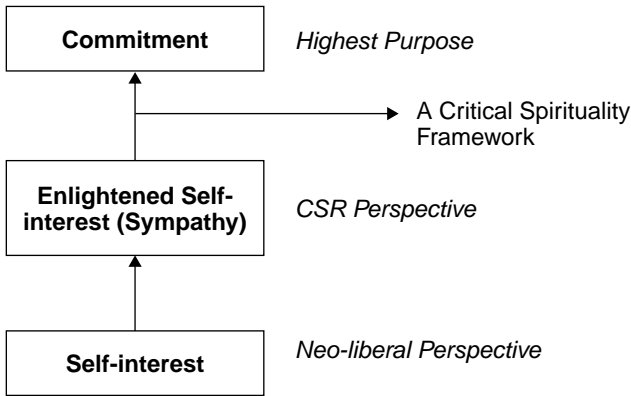 Commitment
Highest Purpose
A Critical Spirituality
Framework
Enlightened Self-
interest (Sympathy)
CSR Perspective
Self-interest
Neo-liberal Perspective